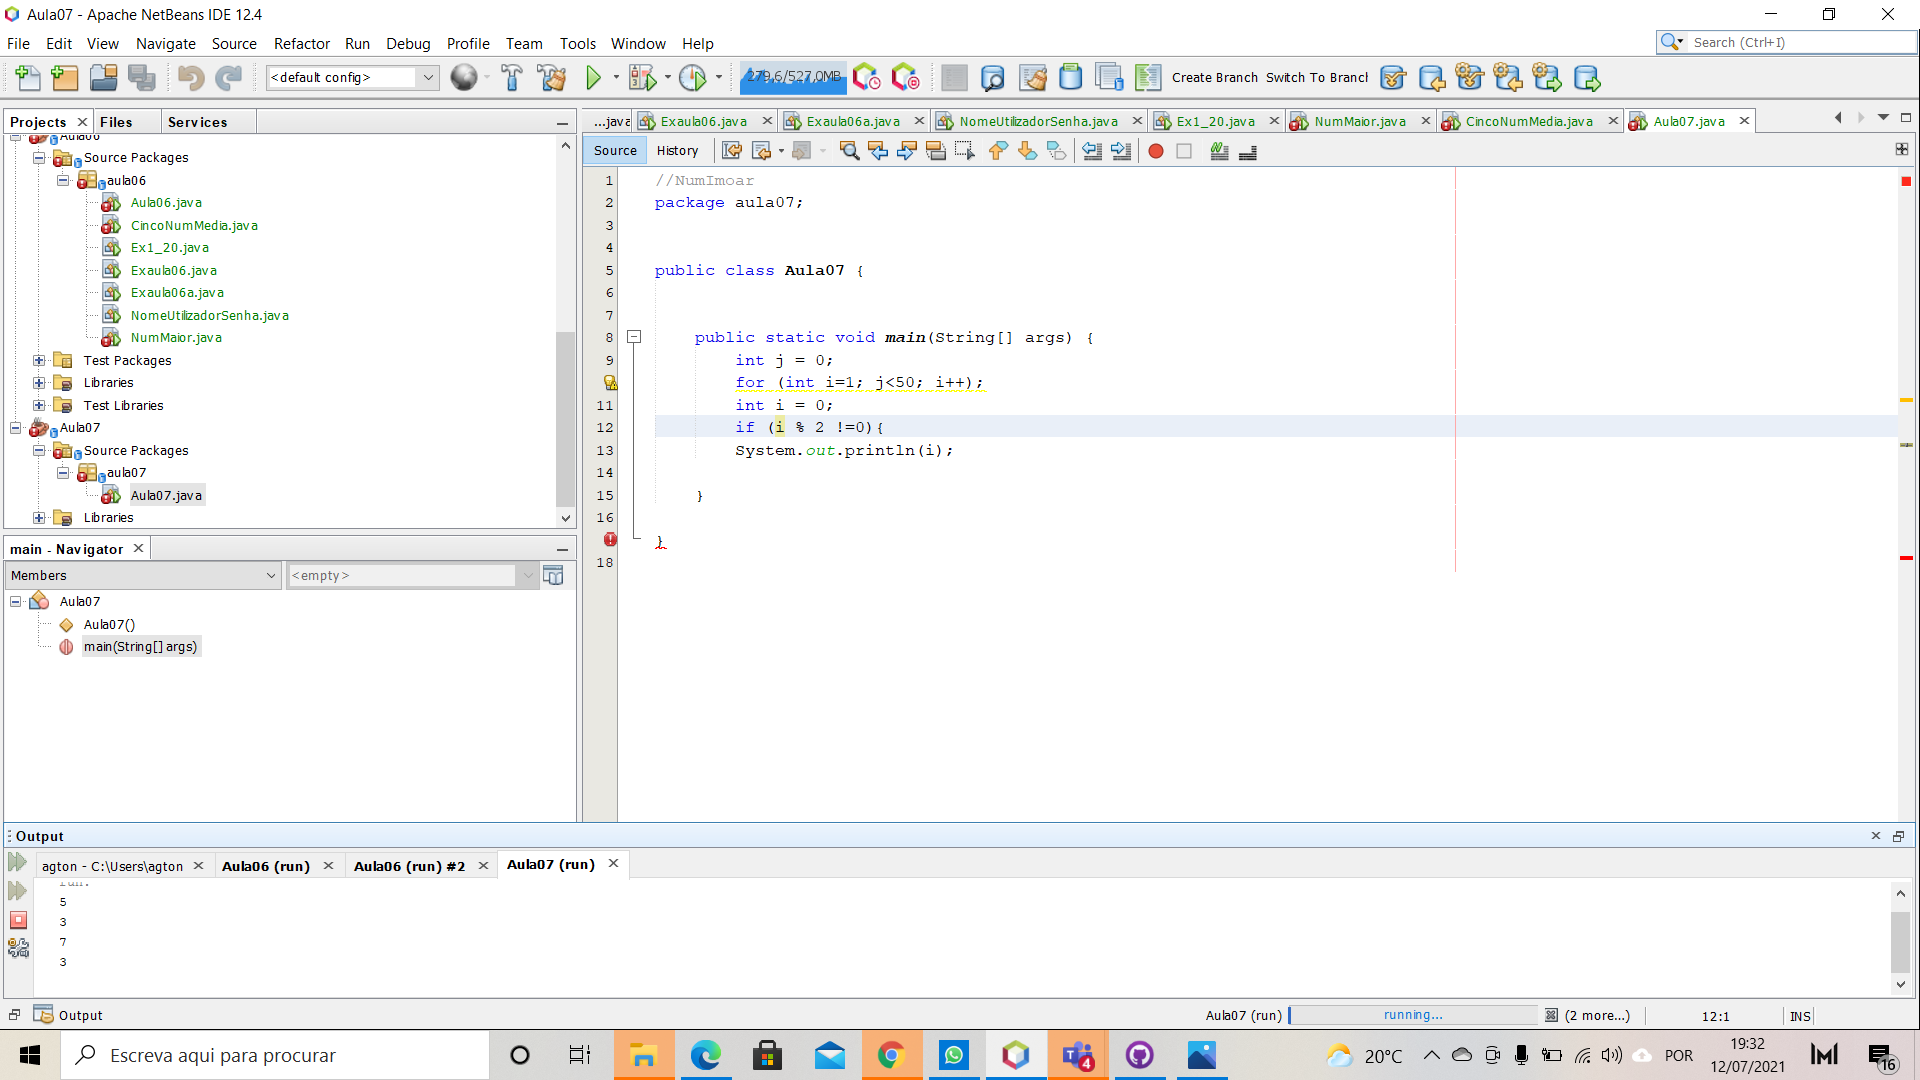 Aula07 - Apache NetBeans IDE 12.4
File Edit View Navigate Source Refactor Run Debug Profile Team Tools Window Help
Search (Ctrl+I)
<default config>
279,6/527,0MB
Create Branch Switch To Branch
Projects Files Services
...java Exaula06.java Exaula06a.java NomeUtilizadorSenha.java Ex1_20.java NumMaior.java CincoNumMedia.java Aula07.java
Source History
Aula06
Source Packages
aula06
Aula06.java
CincoNumMedia.java
Ex1_20.java
Exaula06.java
Exaula06a.java
NomeUtilizadorSenha.java
NumMaior.java
Test Packages
Libraries
Test Libraries
Aula07
Source Packages
aula07
Aula07.java
Libraries
1 //NumImoar
2 package aula07;
3
4
5 public class Aula07 {
6
7
8 public static void main(String[] args) {
9 int j = 0;
for (int i=1; j<50; i++);
11 int i = 0;
12 if (i % 2 !=0){
13 System.out.println(i);
14
15 }
16
}
18
main - Navigator
Members <empty>
Aula07
Aula07()
main(String[] args)
Output
agton - C:\Users\agton Aula06 (run) Aula06 (run) #2 Aula07 (run)
run:
5
3
7
3
Output
Aula07 (run) running... (2 more...) 12:1 INS
Escreva aqui para procurar
4
20°C
POR
19:32
12/07/2021
16